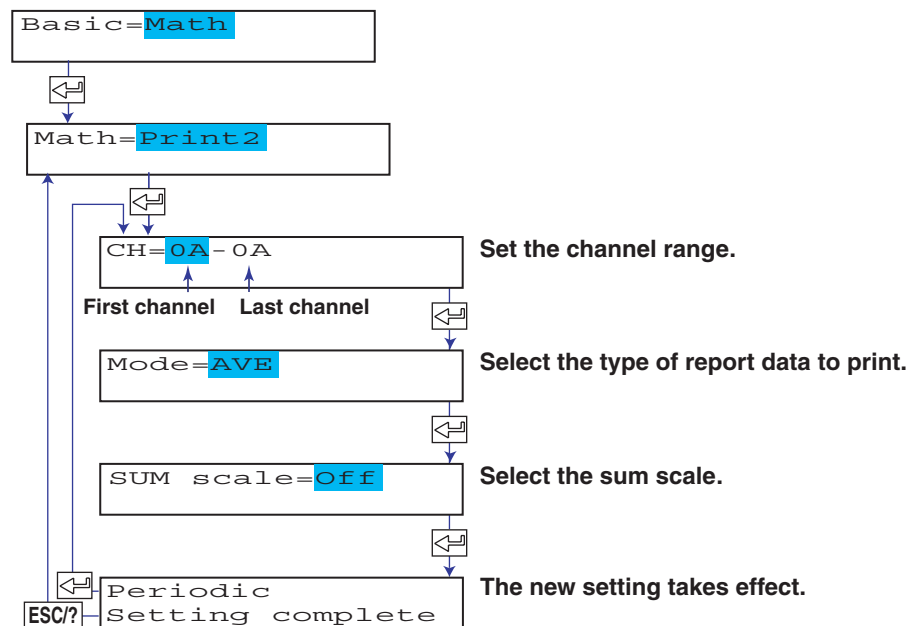 Basic=Math
Math=Print2
CH=0A-0A
Set the channel range.
First channel Last channel
Mode=AVE
Select the type of report data to print.
SUM scale=Off
Select the sum scale.
Periodic
The new setting takes effect.
ESC/?
Setting complete